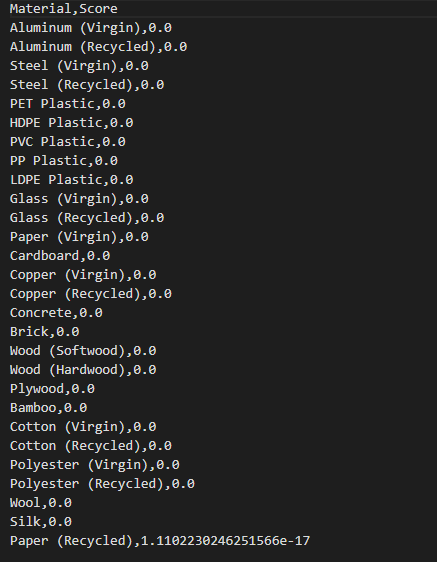 Material,Score
Aluminum (Virgin),0.0
Aluminum (Recycled),0.0
Steel (Virgin),0.0
Steel (Recycled),0.0
PET Plastic,0.0
HDPE Plastic,0.0
PVC Plastic,0.0
PP Plastic,0.0
LDPE Plastic,0.0
Glass (Virgin),0.0
Glass (Recycled),0.0
Paper (Virgin),0.0
Cardboard,0.0
Copper (Virgin),0.0
Copper (Recycled),0.0
Concrete,0.0
Brick,0.0
Wood (Softwood),0.0
Wood (Hardwood),0.0
Plywood,0.0
Bamboo,0.0
Cotton (Virgin),0.0
Cotton (Recycled),0.0
Polyester (Virgin),0.0
Polyester (Recycled),0.0
Wool,0.0
Silk,0.0
Paper (Recycled),1.1102230246251566e-17